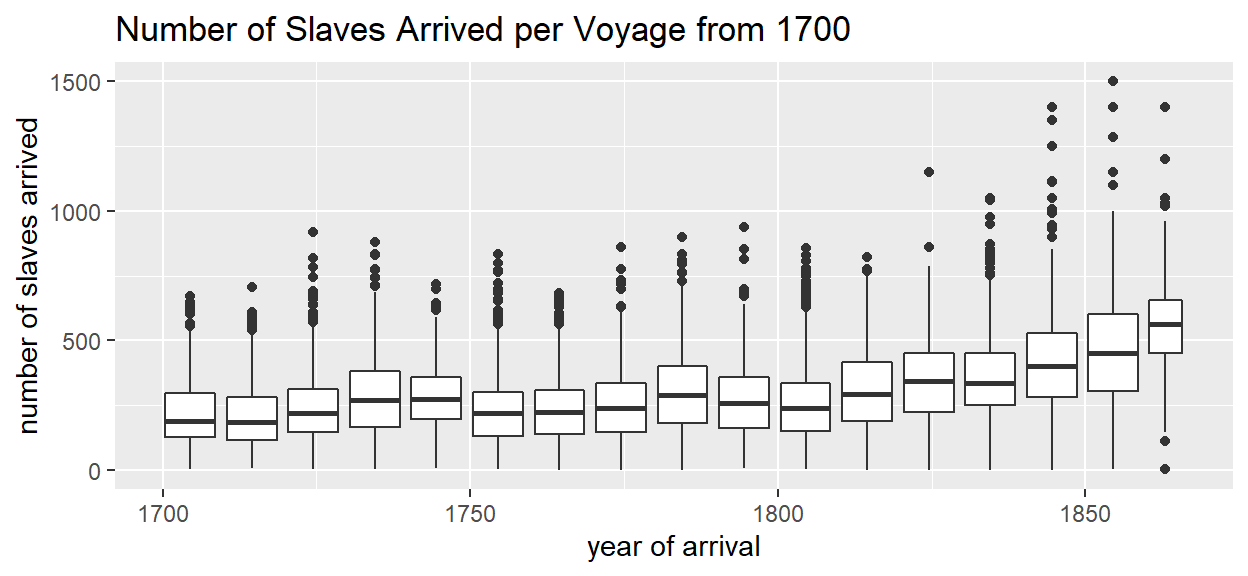 Number of Slaves Arrived per Voyage from 1700
number of slaves arrived
1500
1000
500
0
1700 1750 1800 1850
year of arrival